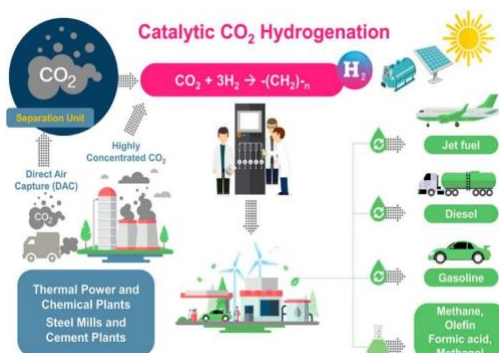 Catalytic CO₂ Hydrogenation
CO₂
CO₂ + 3H₂ → -(CH₂)-ₙ
H₂
Separation Unit
Highly
Concentrated CO₂
Direct Air
Capture (DAC)
CO₂
Jet fuel
Diesel
Gasoline
Thermal Power and
Chemical Plants
Steel Mills and
Cement Plants
Methane,
Olefin
Formic acid,
Methanol